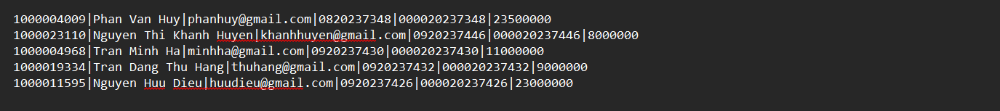 1000004009|Phan Van Huy|phanhuy@gmail.com|0820237348|000020237348|23500000
1000023110|Nguyen Thi Khanh Huyen|khanhhuyen@gmail.com|0920237446|000020237446|8000000
1000004968|Tran Minh Ha|minhha@gmail.com|0920237430|000020237430|11000000
1000019334|Tran Dang Thu Hang|thuhang@gmail.com|0920237432|000020237432|9000000
1000011595|Nguyen Huu Dieu|huudieu@gmail.com|0920237426|000020237426|23000000